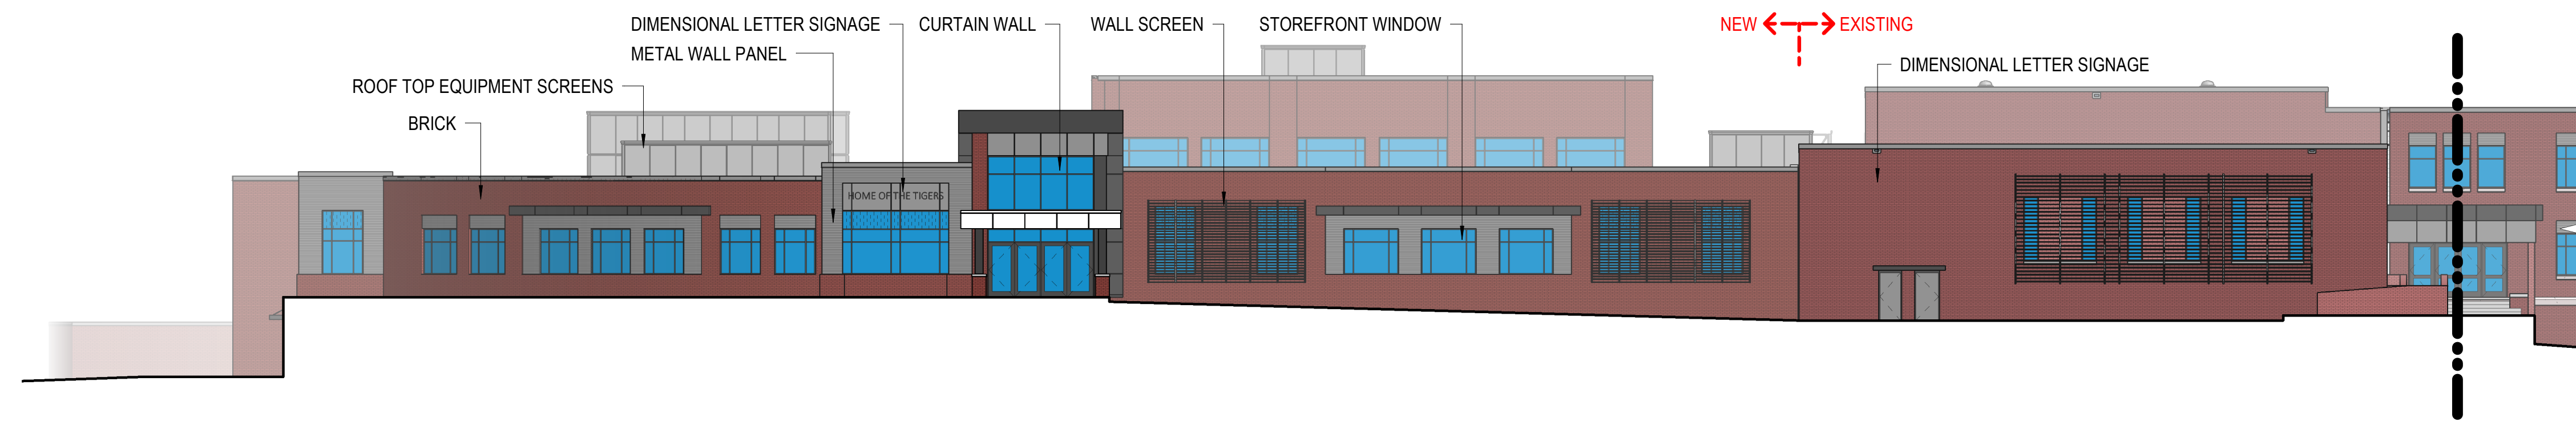 DIMENSIONAL LETTER SIGNAGE
CURTAIN WALL
WALL SCREEN
STOREFRONT WINDOW
NEW
EXISTING
METAL WALL PANEL
DIMENSIONAL LETTER SIGNAGE
ROOF TOP EQUIPMENT SCREENS
BRICK
HOME OF THE TIGERS